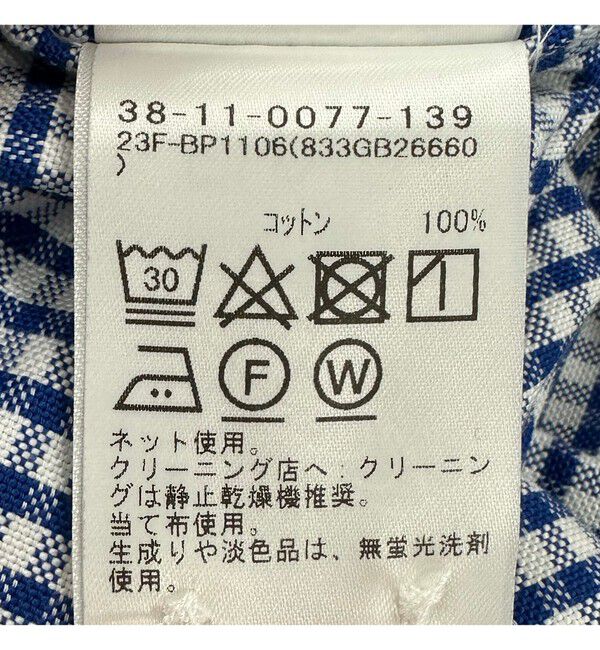 38-11-0077-139
23F-BP1106(833GB26660
)
コットン 100%
30
F W
ネット使用。
クリーニング店へ:クリーニン
グは静止乾燥機推奨。
当て布使用。
生成りや淡色品は、無蛍光洗剤
使用。